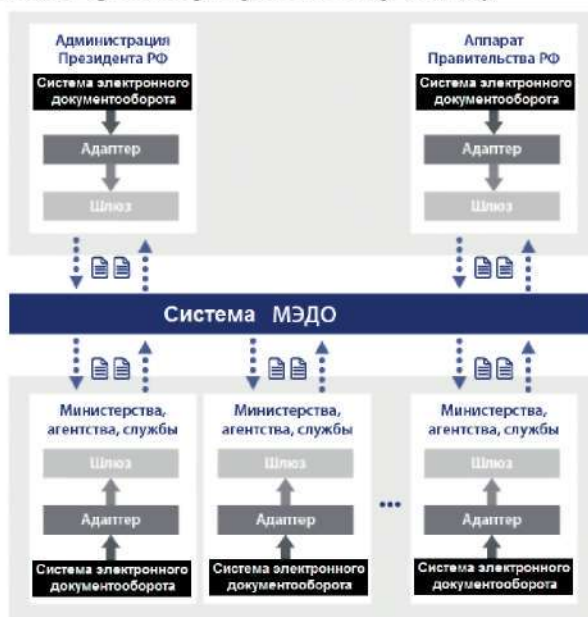 Администрация
Президента РФ
Система электронного
документооборота
Адаптер
Шлюз
Аппарат
Правительства РФ
Система электронного
документооборота
Адаптер
Шлюз
Система МЭДО
Министерства,
агентства, службы
Шлюз
Адаптер
Система электронного
документооборота
Министерства,
агентства, службы
Шлюз
Адаптер
Система электронного
документооборота
...
Министерства,
агентства, службы
Шлюз
Адаптер
Система электронного
документооборота